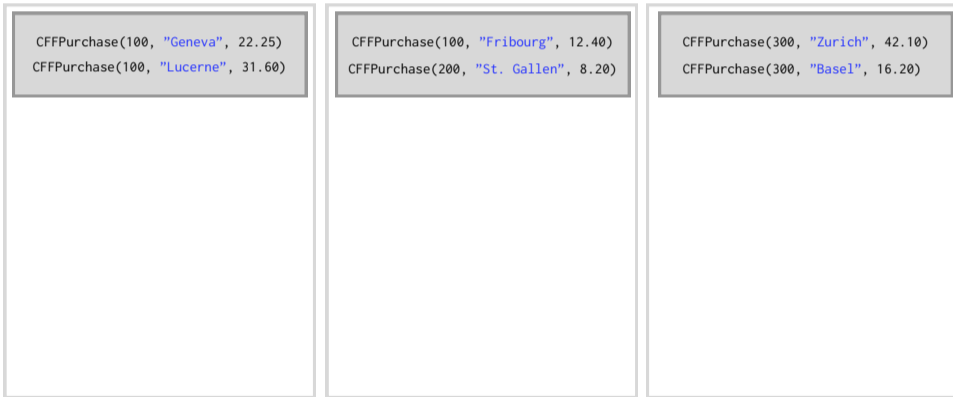 CFFPurchase(100, ”Geneva”, 22.25)
CFFPurchase(100, ”Lucerne”, 31.60)
CFFPurchase(100, ”Fribourg”, 12.40)
CFFPurchase(200, ”St. Gallen”, 8.20)
CFFPurchase(300, ”Zurich”, 42.10)
CFFPurchase(300, ”Basel”, 16.20)